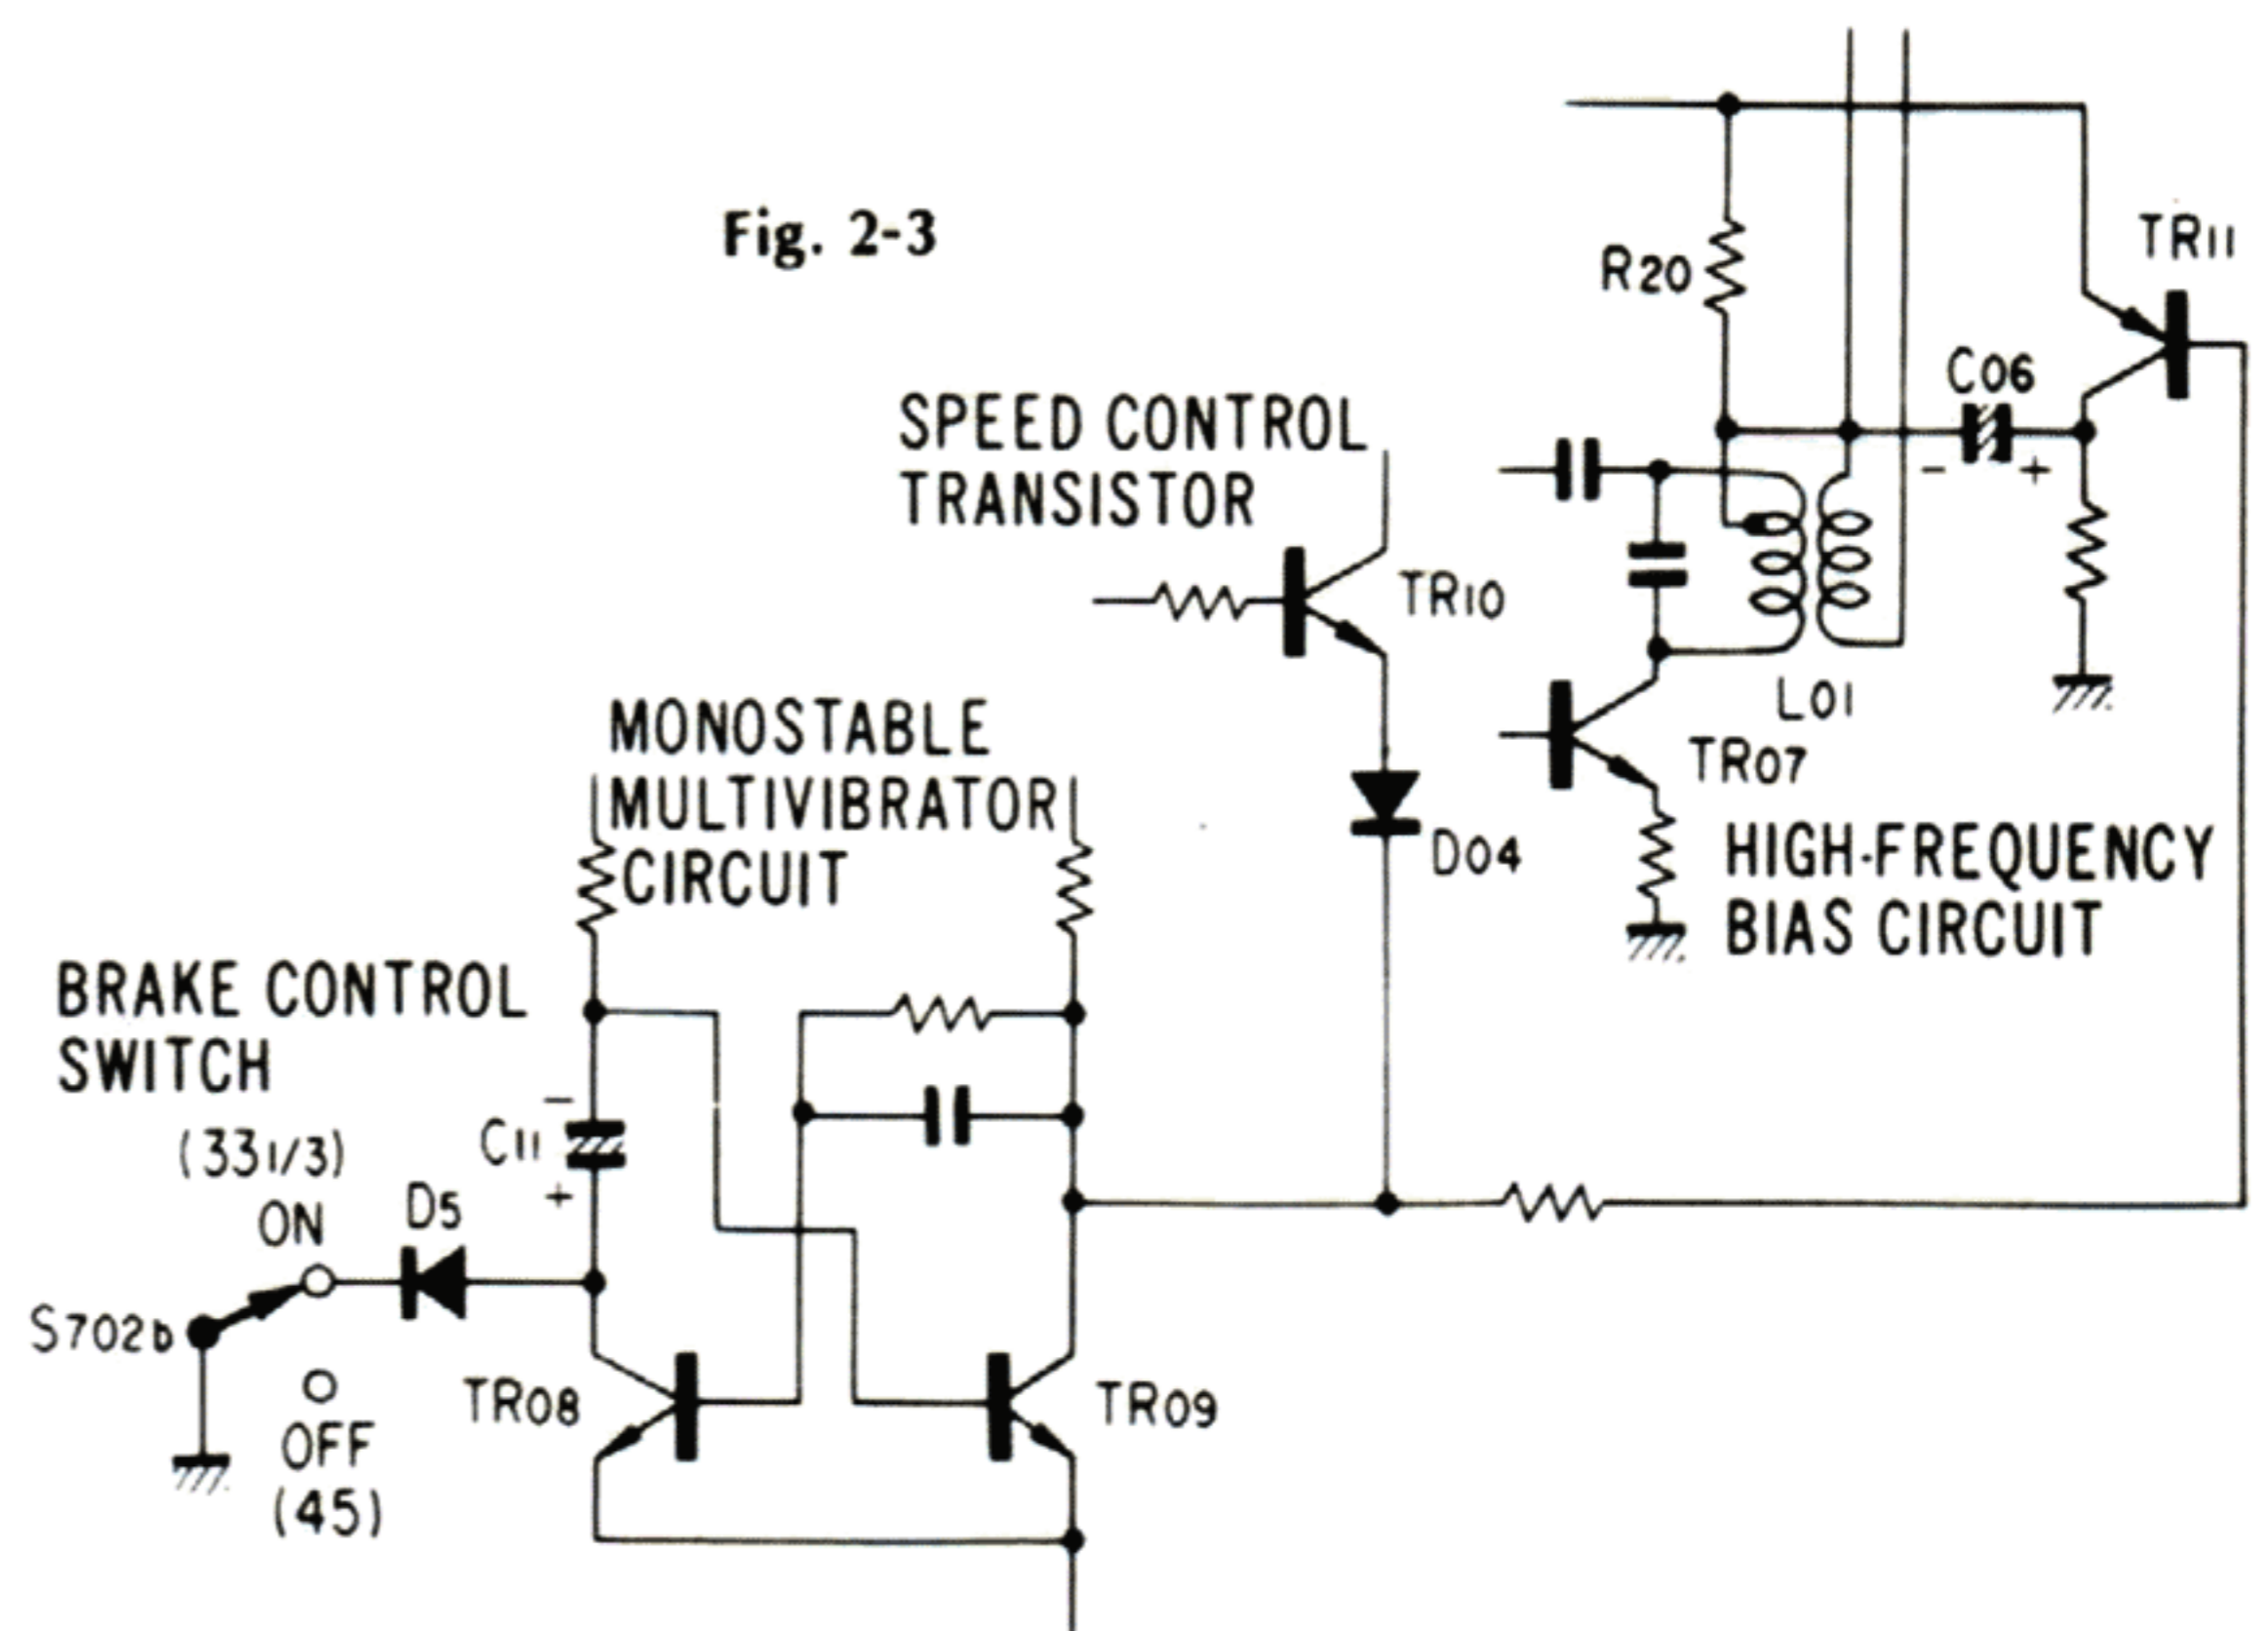 Fig. 2-3
TR11
R20
C06
- +
SPEED CONTROL
TRANSISTOR
TR10
L01
TR07
MONOSTABLE
MULTIVIBRATOR
CIRCUIT
D04
HIGH-FREQUENCY
BIAS CIRCUIT
BRAKE CONTROL
SWITCH
(33 1/3)
ON
-
C11
+
D5
S702b
OFF
(45)
TR08
TR09